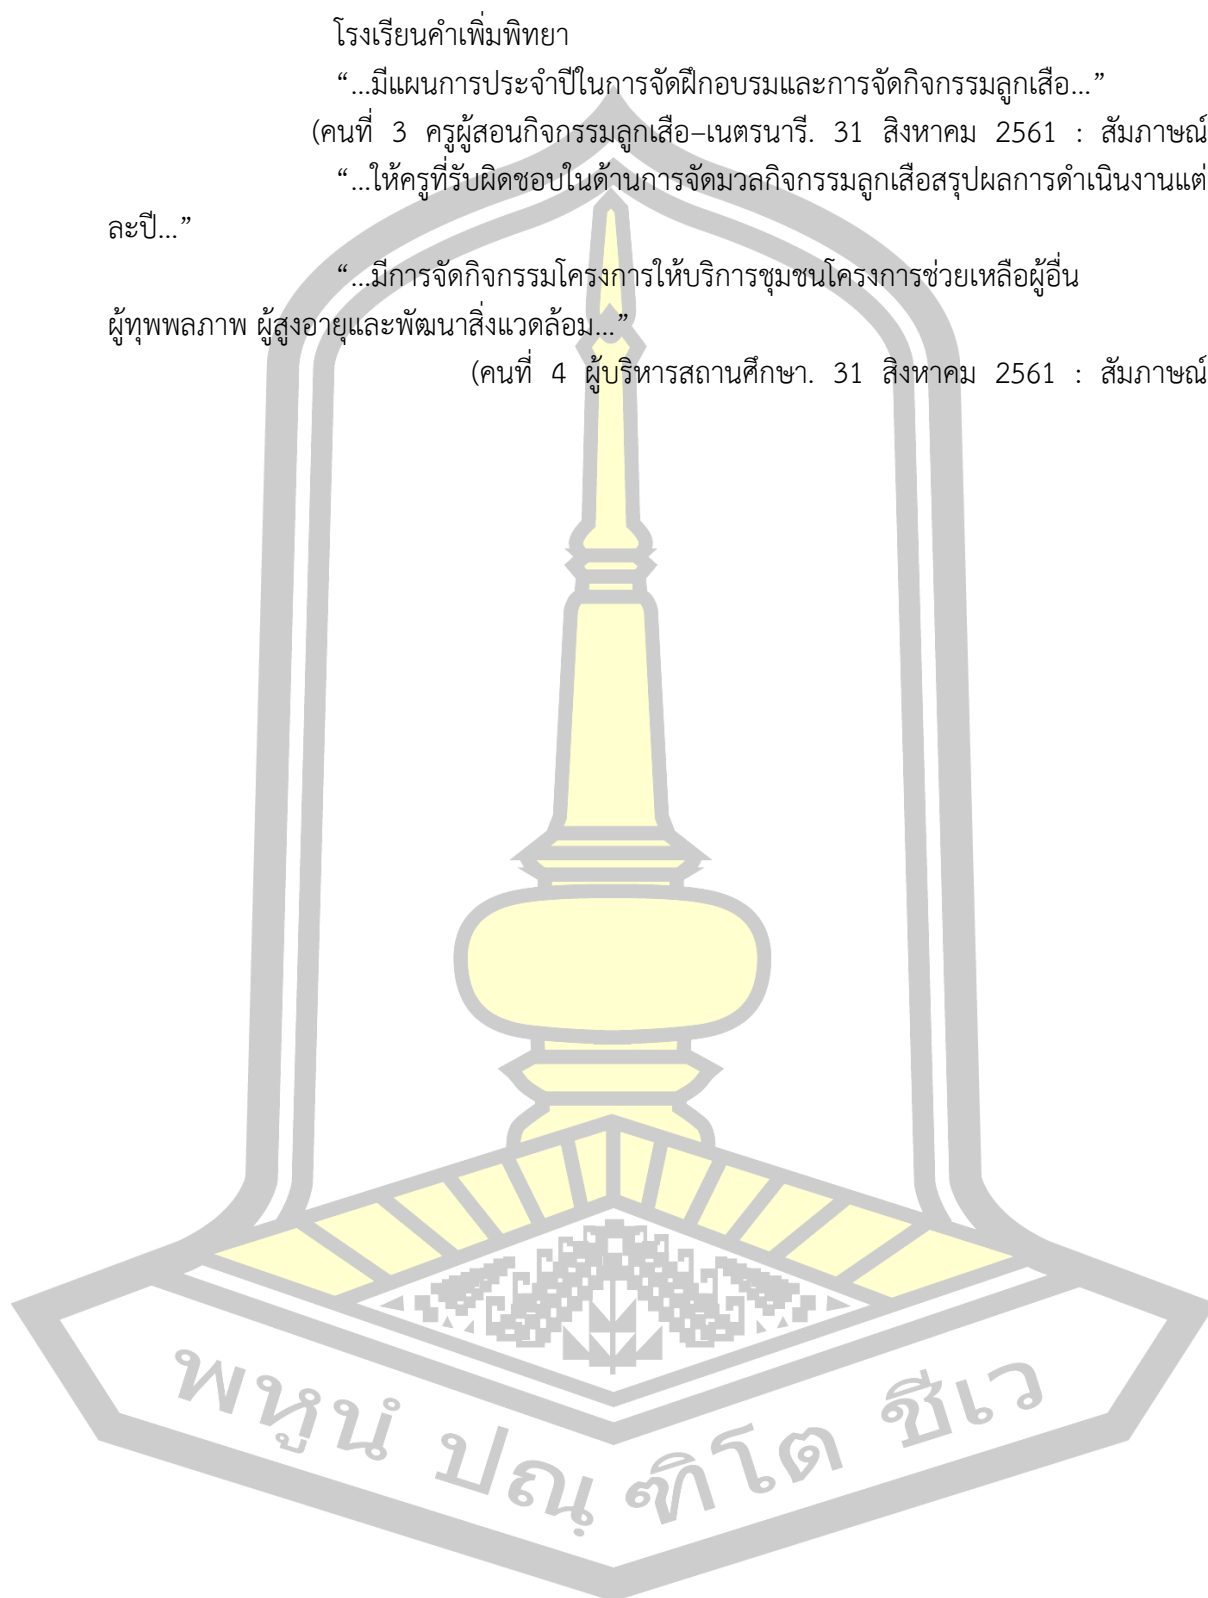 โรงเรียนคำเพิ่มพิทยา
“...มีแผนการประจำปีในการจัดฝึกอบรมและการจัดกิจกรรมลูกเสือ...”
(คนที่ 3 ครูผู้สอนกิจกรรมลูกเสือ–เนตรนารี. 31 สิงหาคม 2561 : สัมภาษณ์
“...ให้ครูที่รับผิดชอบในด้านการจัดมวลกิจกรรมลูกเสือสรุปผลการดำเนินงานแต่
ละปี...”
“...มีการจัดกิจกรรมโครงการให้บริการชุมชนโครงการช่วยเหลือผู้อื่น
ผู้ทุพพลภาพ ผู้สูงอายุและพัฒนาสิ่งแวดล้อม...”
(คนที่ 4 ผู้บริหารสถานศึกษา. 31 สิงหาคม 2561 : สัมภาษณ์
พหูนํ ปณฺฑิโต ชีเว